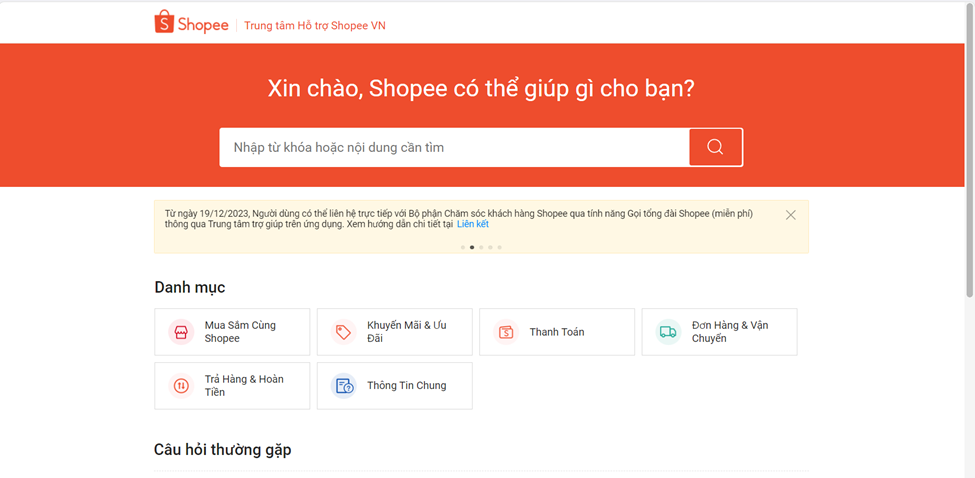 Shopee Trung tâm Hỗ trợ Shopee VN
Xin chào, Shopee có thể giúp gì cho bạn?
Nhập từ khóa hoặc nội dung cần tìm
Từ ngày 19/12/2023, Người dùng có thể liên hệ trực tiếp với Bộ phận Chăm sóc khách hàng Shopee qua tính năng Gọi tổng đài Shopee (miễn phí)
thông qua Trung tâm trợ giúp trên ứng dụng. Xem hướng dẫn chi tiết tại Liên kết
Danh mục
Mua Sắm Cùng
Shopee
Khuyến Mãi & Ưu
Đãi
Thanh Toán
Đơn Hàng & Vận
Chuyển
Trả Hàng & Hoàn
Tiền
Thông Tin Chung
Câu hỏi thường gặp